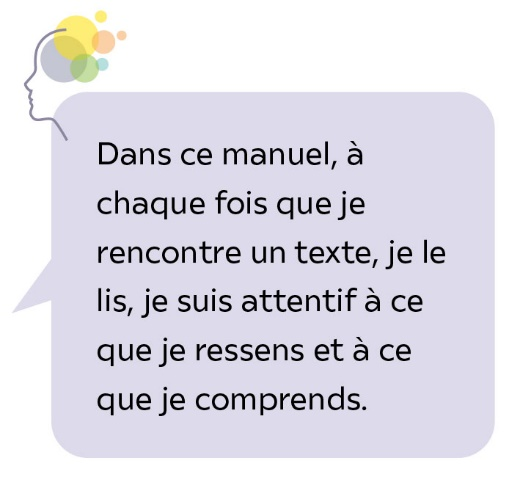 Dans ce manuel, à
chaque fois que je
rencontre un texte, je le
lis, je suis attentif à ce
que je ressens et à ce
que je comprends.